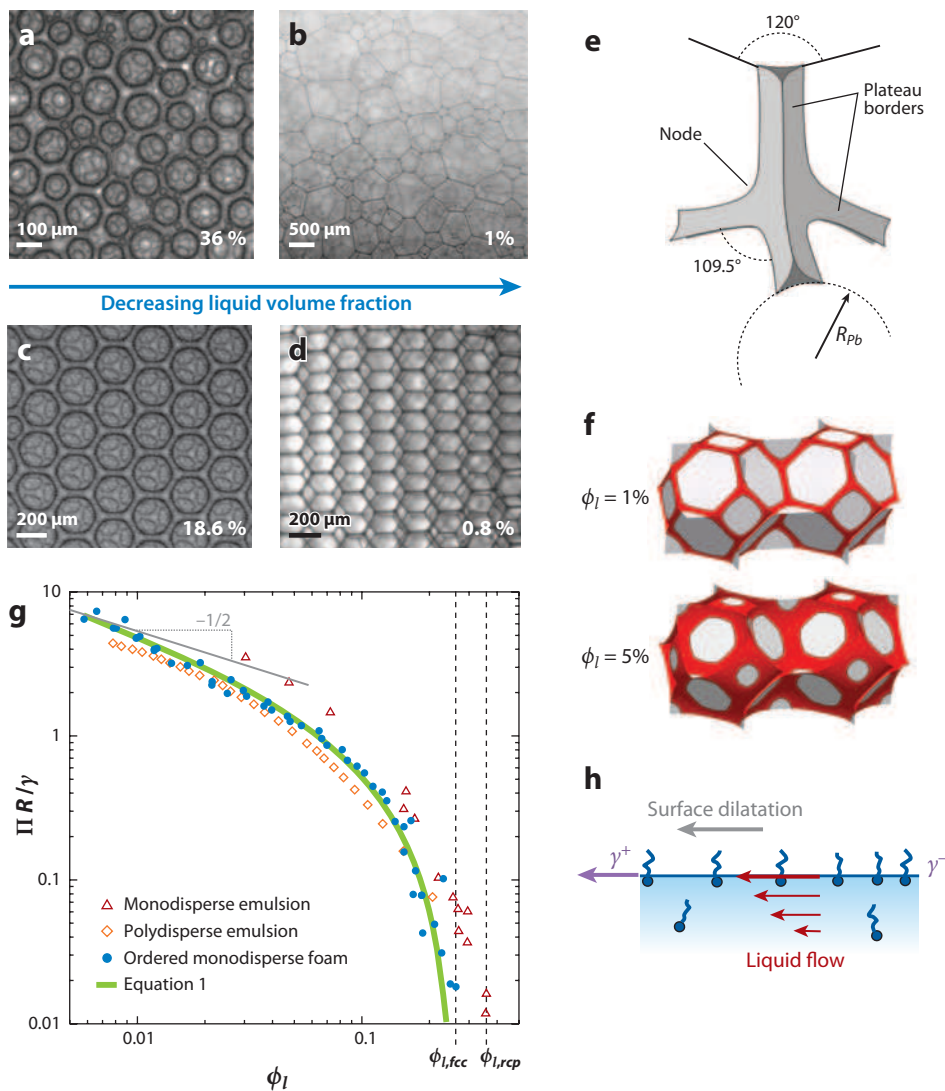 a
100 µm
36 %
b
500 µm
1%
Decreasing liquid volume fraction
c
200 µm
18.6 %
d
200 µm
0.8 %
e
120°
Plateau
borders
Node
109.5°
R_Pb
f
ϕ_l = 1%
ϕ_l = 5%
g
10
1
0.1
0.01
Π R/γ
−1/2
Monodisperse emulsion
Polydisperse emulsion
Ordered monodisperse foam
Equation 1
0.01
0.1
ϕ_l,fcc
ϕ_l,rcp
ϕ_l
h
Surface dilatation
γ⁺
γ⁻
Liquid flow